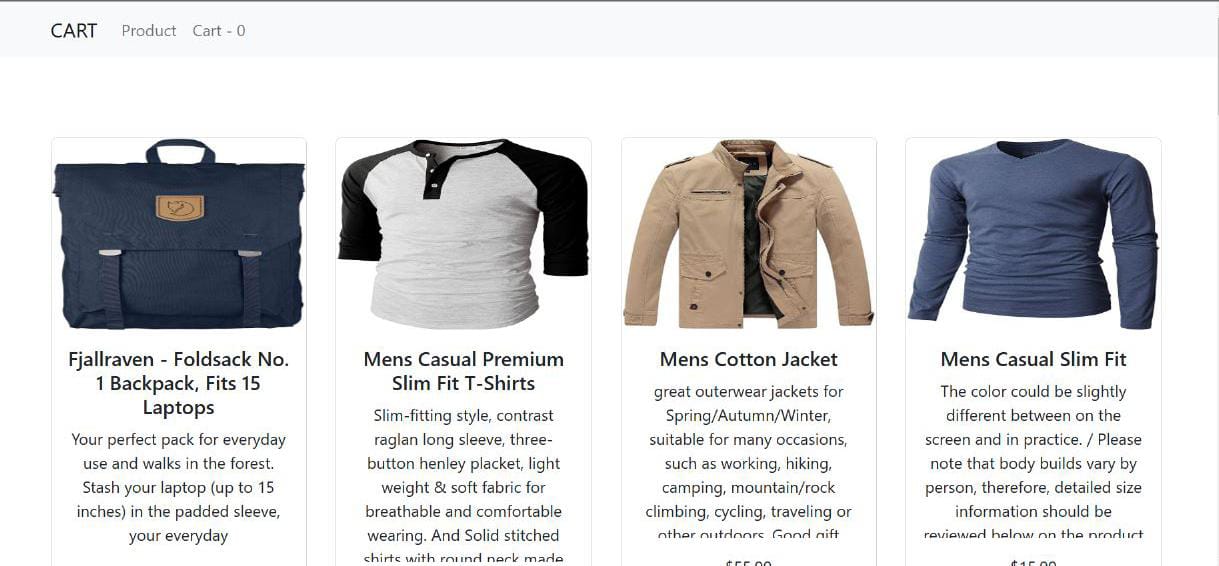 CART Product Cart - 0
Fjallraven - Foldsack No.
1 Backpack, Fits 15
Laptops
Your perfect pack for everyday
use and walks in the forest.
Stash your laptop (up to 15
inches) in the padded sleeve,
your everyday
Mens Casual Premium
Slim Fit T-Shirts
Slim-fitting style, contrast
raglan long sleeve, three-
button henley placket, light
weight & soft fabric for
breathable and comfortable
wearing. And Solid stitched
shirts with round neck made
Mens Cotton Jacket
great outerwear jackets for
Spring/Autumn/Winter,
suitable for many occasions,
such as working, hiking,
camping, mountain/rock
climbing, cycling, traveling or
other outdoors. Good gift
$55.99
Mens Casual Slim Fit
The color could be slightly
different between on the
screen and in practice. / Please
note that body builds vary by
person, therefore, detailed size
information should be
reviewed below on the product
$15.99